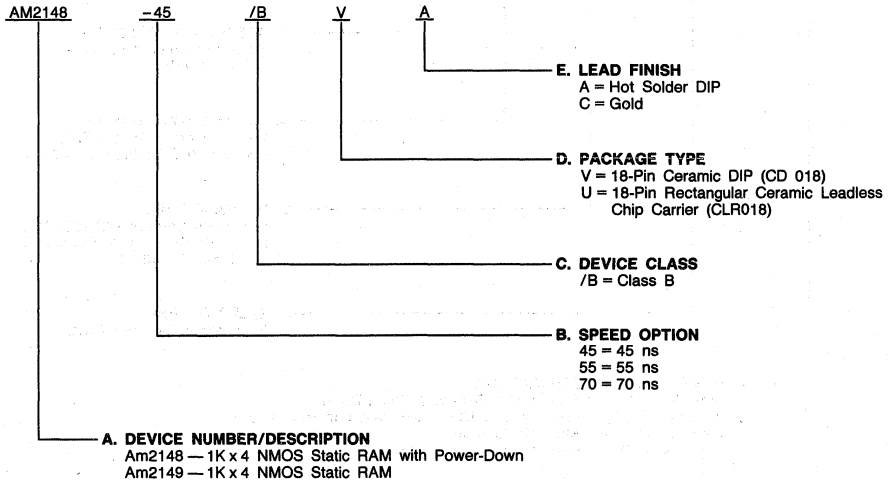 AM2148 -45 /B V A
E. LEAD FINISH
A = Hot Solder DIP
C = Gold
D. PACKAGE TYPE
V = 18-Pin Ceramic DIP (CD 018)
U = 18-Pin Rectangular Ceramic Leadless
Chip Carrier (CLR018)
C. DEVICE CLASS
/B = Class B
B. SPEED OPTION
45 = 45 ns
55 = 55 ns
70 = 70 ns
A. DEVICE NUMBER/DESCRIPTION
Am2148 — 1K x 4 NMOS Static RAM with Power-Down
Am2149 — 1K x 4 NMOS Static RAM